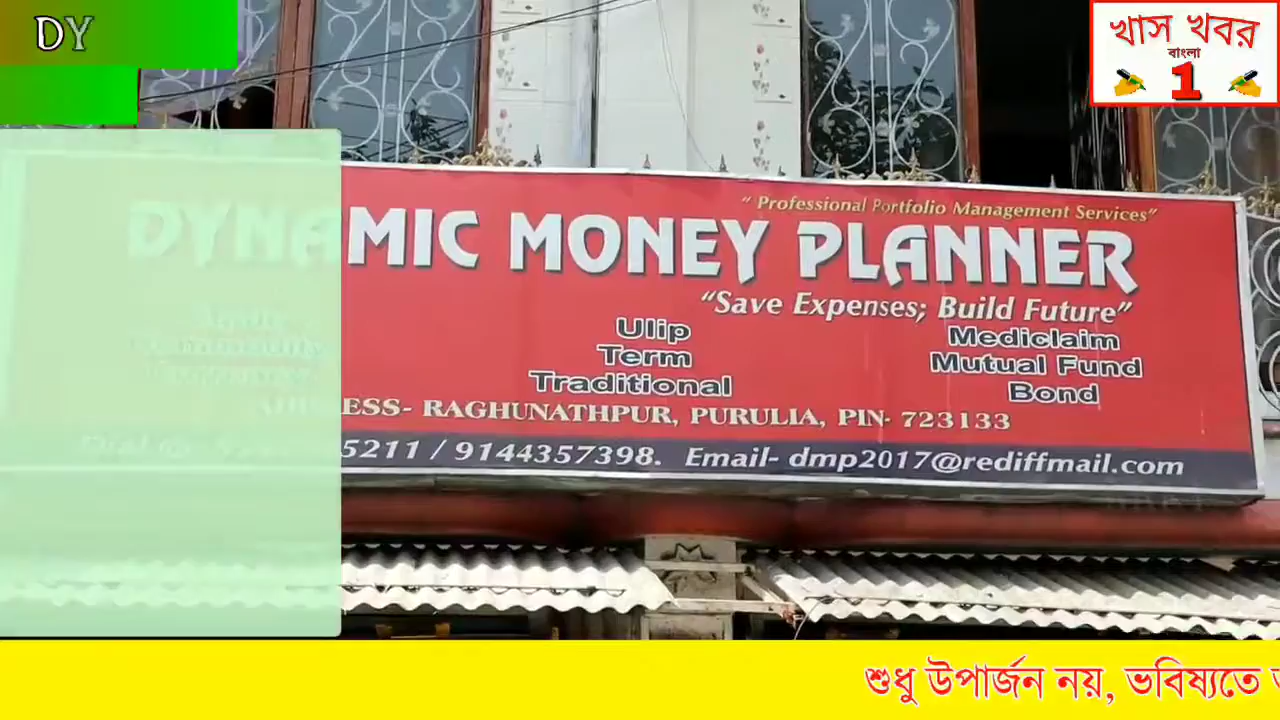 DY
খাস খবর
বাংলা
1
"Professional Portfolio Management Services"
DYNAMIC MONEY PLANNER
"Save Expenses; Build Future"
Ulip
Mediclaim
Term
Mutual Fund
Traditional
Bond
ESS- RAGHUNATHPUR, PURULIA, PIN- 723133
5211 / 9144357398. Email- dmp2017@rediffmail.com
শুধু উপার্জন নয়, ভবিষ্যতে